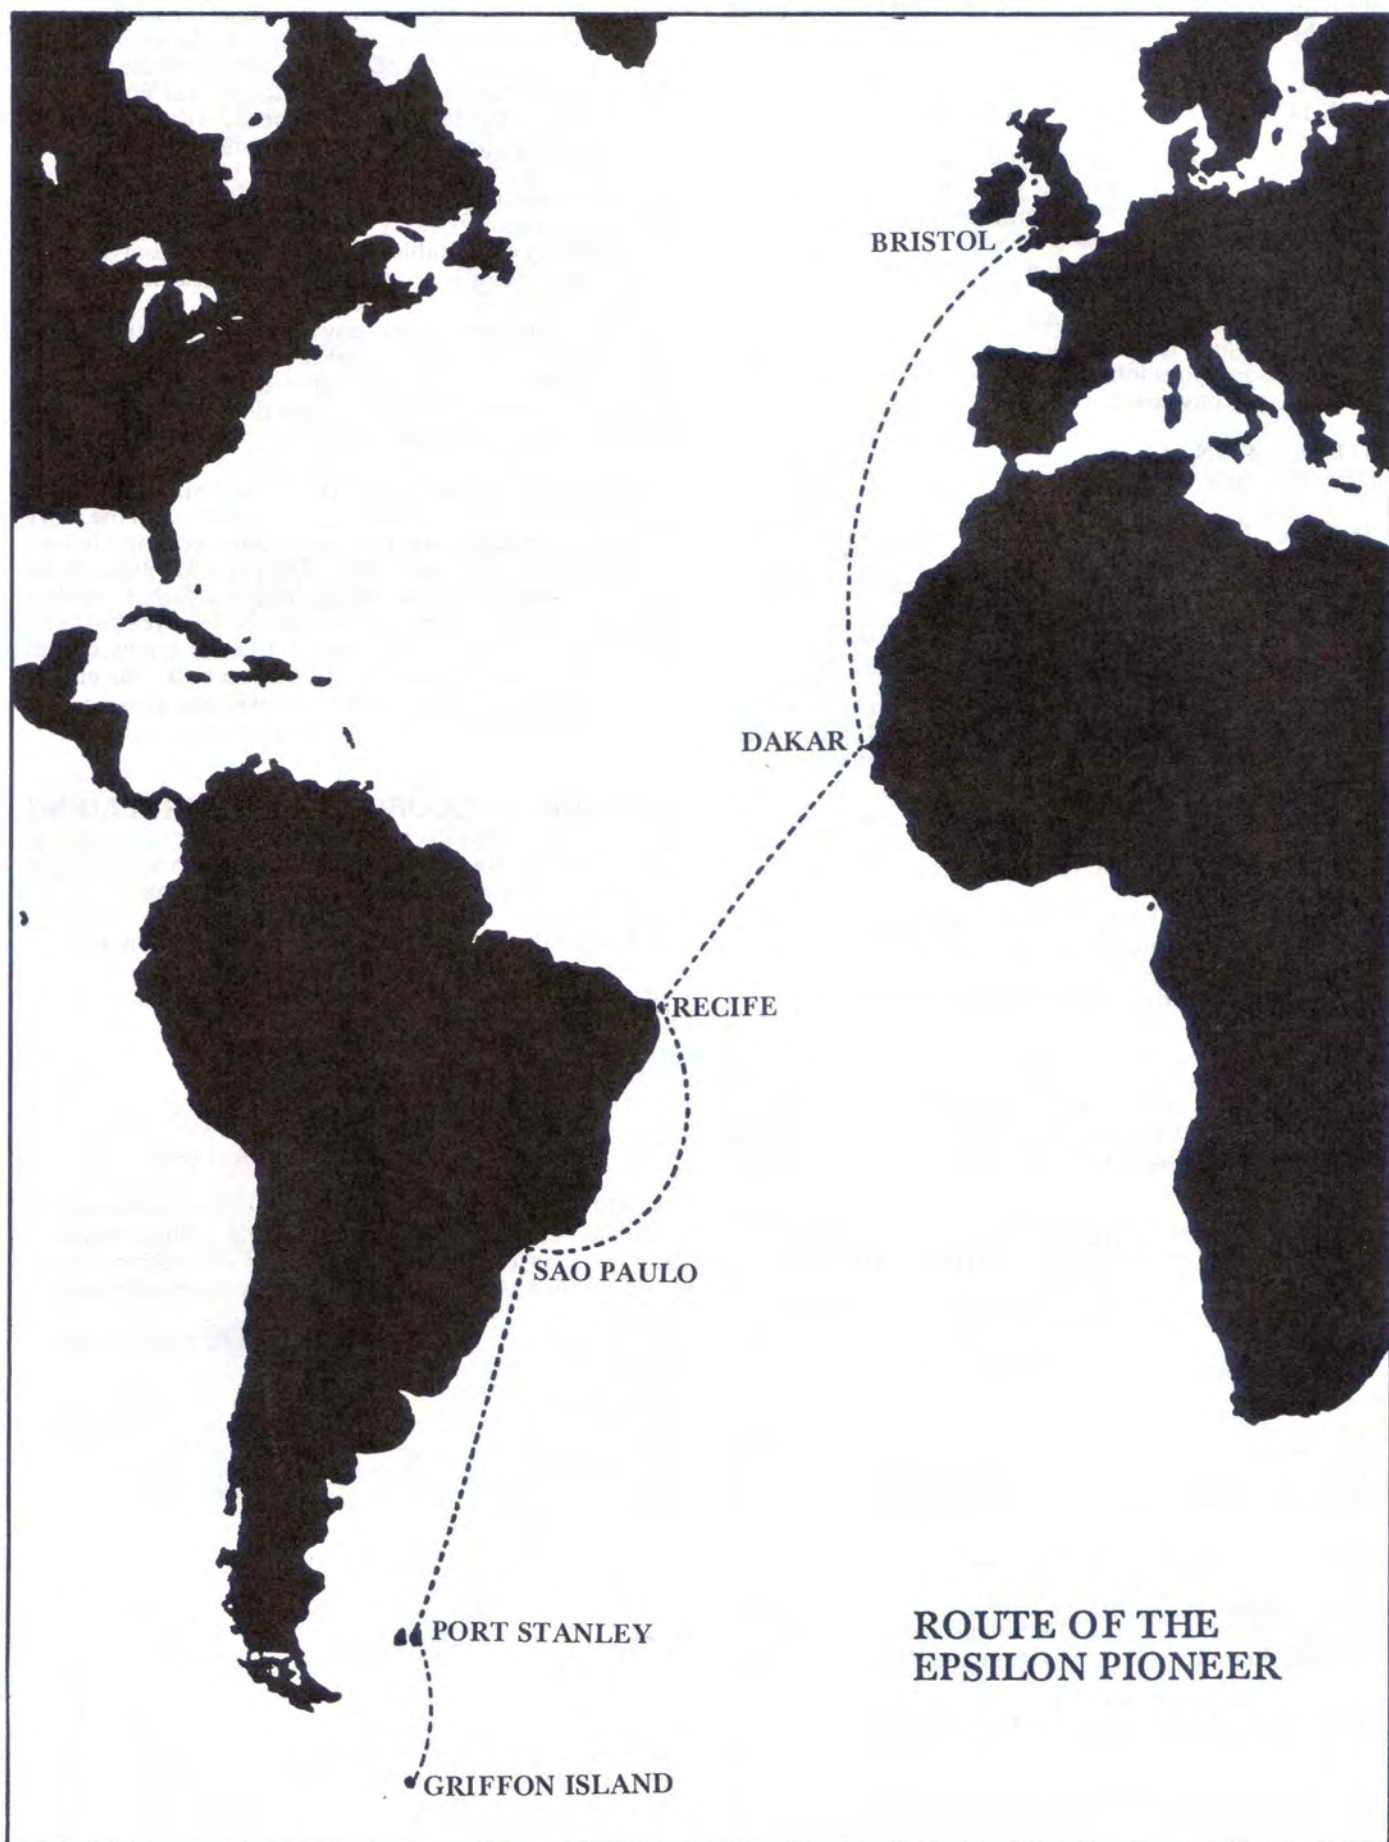 BRISTOL
DAKAR
RECIFE
SAO PAULO
PORT STANLEY
ROUTE OF THE
EPSILON PIONEER
GRIFFON ISLAND